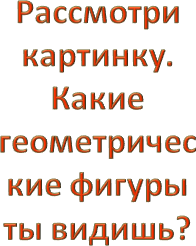 Рассмотри
картинку.
Какие
геометричес
кие фигуры
ты видишь?